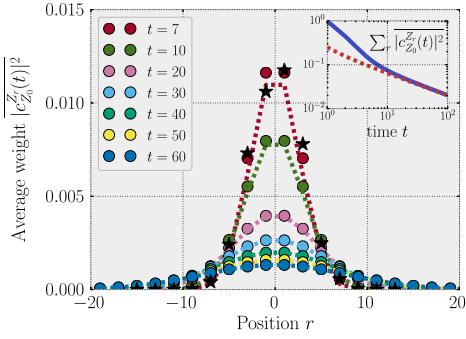 0.015
0.010
0.005
0.000
Average weight $\overline{|c_{Z_0}^{Z_r}(t)|^2}$
t = 7
t = 10
t = 20
t = 30
t = 40
t = 50
t = 60
10^0
10^{-1}
10^{-2}
$\sum_r \overline{|c_{Z_0}^{Z_r}(t)|^2}$
10^0 10^1 10^2
time t
−20 −10 0 10 20
Position r